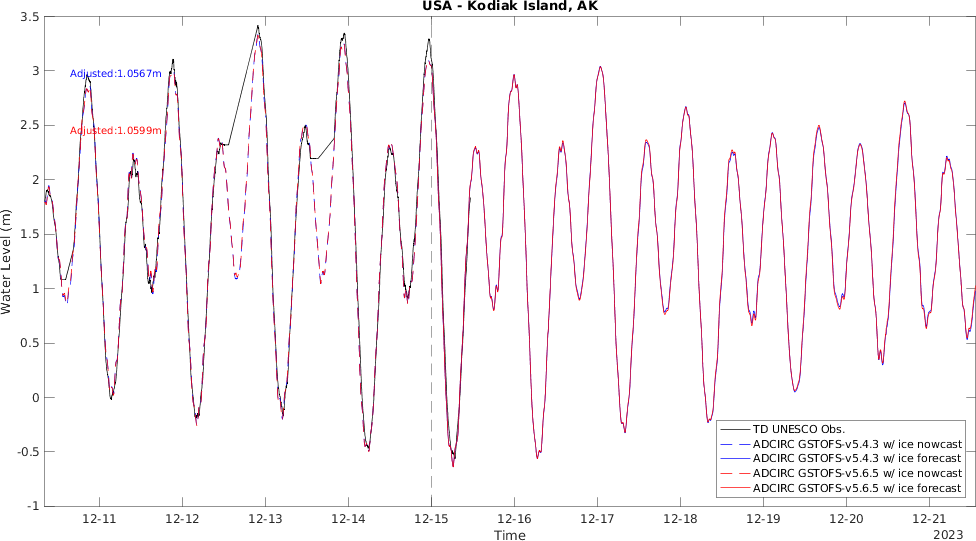 USA - Kodiak Island, AK
3.5
3
2.5
2
1.5
1
0.5
0
-0.5
-1
Water Level (m)
Adjusted:1.0567m
Adjusted:1.0599m
TD UNESCO Obs.
ADCIRC GSTOFS-v5.4.3 w/ ice nowcast
ADCIRC GSTOFS-v5.4.3 w/ ice forecast
ADCIRC GSTOFS-v5.6.5 w/ ice nowcast
ADCIRC GSTOFS-v5.6.5 w/ ice forecast
12-11 12-12 12-13 12-14 12-15 12-16 12-17 12-18 12-19 12-20 12-21
Time
2023